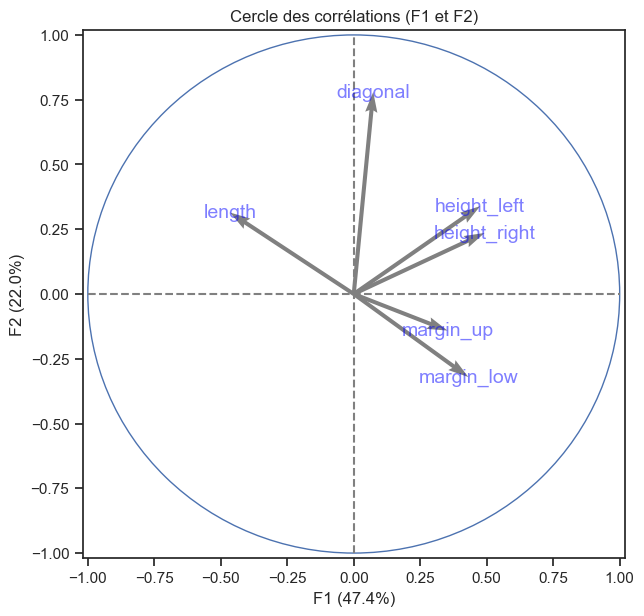 Cercle des corrélations (F1 et F2)
1.00
0.75
0.50
0.25
0.00
−0.25
−0.50
−0.75
−1.00
F2 (22.0%)
diagonal
length
height_left
height_right
margin_up
margin_low
−1.00 −0.75 −0.50 −0.25 0.00 0.25 0.50 0.75 1.00
F1 (47.4%)